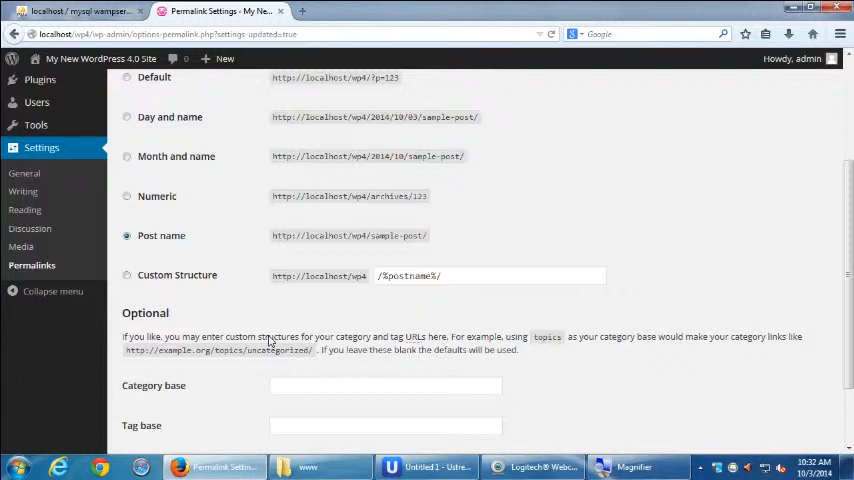 localhost / mysql wampser...
Permalink Settings ‹ My Ne...
localhost/wp4/wp-admin/options-permalink.php?settings-updated=true
Google
My New WordPress 4.0 Site
0
+ New
Howdy, admin
Plugins
Users
Tools
Settings
General
Writing
Reading
Discussion
Media
Permalinks
Collapse menu
Default http://localhost/wp4/?p=123
Day and name http://localhost/wp4/2014/10/03/sample-post/
Month and name http://localhost/wp4/2014/10/sample-post/
Numeric http://localhost/wp4/archives/123
Post name http://localhost/wp4/sample-post/
Custom Structure http://localhost/wp4 /%postname%/
Optional
If you like, you may enter custom structures for your category and tag URLs here. For example, using topics as your category base would make your category links like
http://example.org/topics/uncategorized/ . If you leave these blank the defaults will be used.
Category base
Tag base
Permalink Settin...
www
Untitled 1 - Ustre...
Logitech® Webc...
Magnifier
10:32 AM
10/3/2014